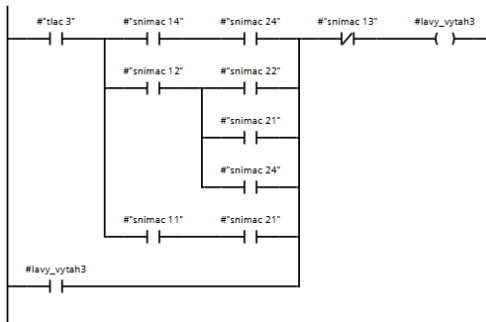 #"tlac 3" #"snimac 14" #"snimac 24" #"snimac 13" #lavy_vytah3
#"snimac 12" #"snimac 22"
#"snimac 21"
#"snimac 24"
#"snimac 11" #"snimac 21"
#lavy_vytah3